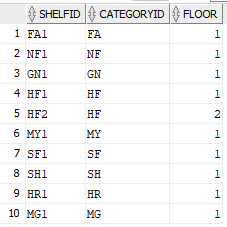 SHELFID CATEGORYID FLOOR
1 FA1 FA 1
2 NF1 NF 1
3 GN1 GN 1
4 HF1 HF 1
5 HF2 HF 2
6 MY1 MY 1
7 SF1 SF 1
8 SH1 SH 1
9 HR1 HR 1
10 MG1 MG 1